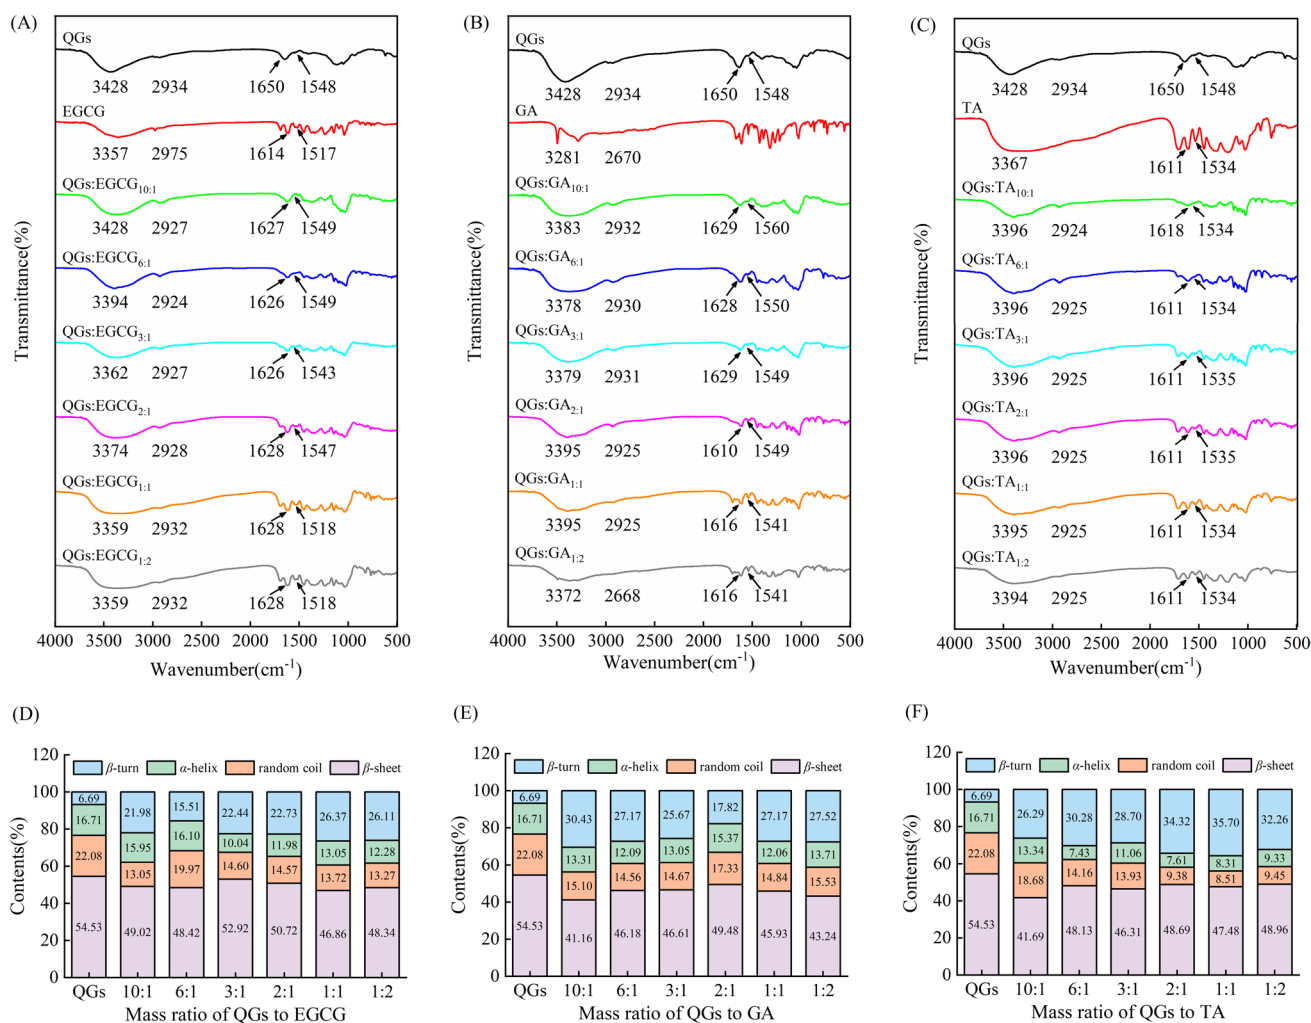 (A)
QGs
3428 2934 1650 1548
EGCG
3357 2975 1614 1517
QGs:EGCG10:1
3428 2927 1627 1549
QGs:EGCG6:1
3394 2924 1626 1549
QGs:EGCG3:1
3362 2927 1626 1543
QGs:EGCG2:1
3374 2928 1628 1547
QGs:EGCG1:1
3359 2932 1628 1518
QGs:EGCG1:2
3359 2932 1628 1518
4000 3500 3000 2500 2000 1500 1000 500
Wavenumber(cm-1)
Transmittance(%)
(B)
QGs
3428 2934 1650 1548
GA
3281 2670
QGs:GA10:1
3383 2932 1629 1560
QGs:GA6:1
3378 2930 1628 1550
QGs:GA3:1
3379 2931 1629 1549
QGs:GA2:1
3395 2925 1610 1549
QGs:GA1:1
3395 2925 1616 1541
QGs:GA1:2
3372 2668 1616 1541
4000 3500 3000 2500 2000 1500 1000 500
Wavenumber(cm-1)
Transmittance(%)
(C)
QGs
3428 2934 1650 1548
TA
3367 1611 1534
QGs:TA10:1
3396 2924 1618 1534
QGs:TA6:1
3396 2925 1611 1534
QGs:TA3:1
3396 2925 1611 1535
QGs:TA2:1
3396 2925 1611 1535
QGs:TA1:1
3395 2925 1611 1534
QGs:TA1:2
3394 2925 1611 1534
4000 3500 3000 2500 2000 1500 1000 500
Wavenumber(cm-1)
Transmittance(%)
(D)
β-turn α-helix random coil β-sheet
120
100
80
60
40
20
0
Contents(%)
6.69 21.98 15.51 22.44 22.73 26.37 26.11
16.71 15.95 16.10 10.04 11.98 13.05 12.28
22.08 13.05 19.97 14.60 14.57 13.72 13.27
54.53 49.02 48.42 52.92 50.72 46.86 48.34
QGs 10:1 6:1 3:1 2:1 1:1 1:2
Mass ratio of QGs to EGCG
(E)
β-turn α-helix random coil β-sheet
120
100
80
60
40
20
0
Contents(%)
6.69 30.43 27.17 25.67 17.82 27.17 27.52
16.71 13.31 12.09 13.05 15.37 12.06 13.71
22.08 15.10 14.56 14.67 17.33 14.84 15.53
54.53 41.16 46.18 46.61 49.48 45.93 43.24
QGs 10:1 6:1 3:1 2:1 1:1 1:2
Mass ratio of QGs to GA
(F)
β-turn α-helix random coil β-sheet
120
100
80
60
40
20
0
Contents(%)
6.69 26.29 30.28 28.70 34.32 35.70 32.26
16.71 13.34 7.43 11.06 7.61 8.31 9.33
22.08 18.68 14.16 13.93 9.38 8.51 9.45
54.53 41.69 48.13 46.31 48.69 47.48 48.96
QGs 10:1 6:1 3:1 2:1 1:1 1:2
Mass ratio of QGs to TA